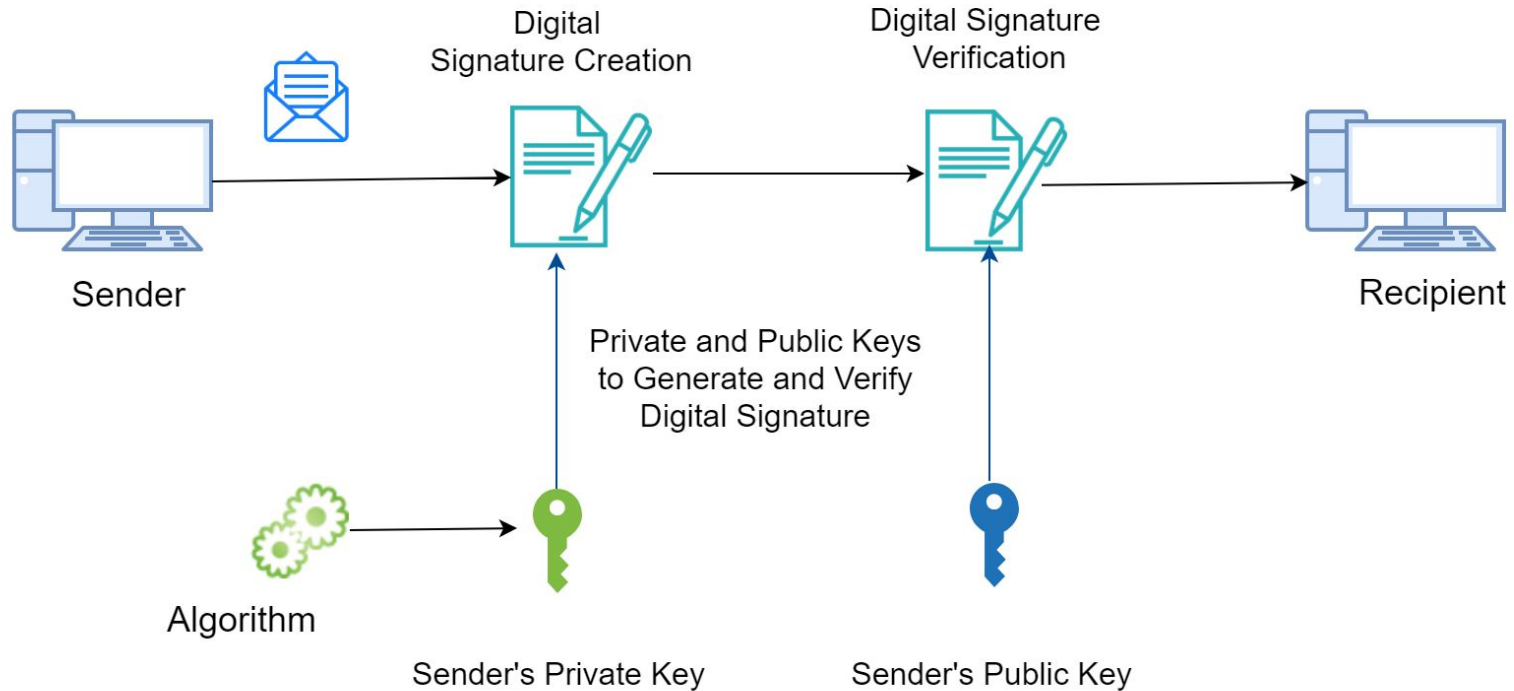 Digital
Signature Creation
Digital Signature
Verification
Sender
Recipient
Private and Public Keys
to Generate and Verify
Digital Signature
Algorithm
Sender's Private Key
Sender's Public Key